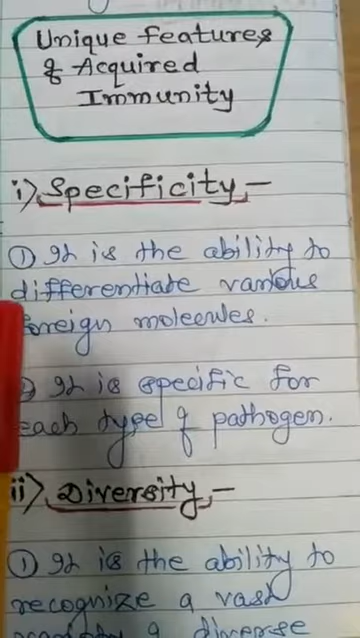 Unique features
of Acquired
Immunity
i) Specificity -
① It is the ability to
differentiate various
foreign molecules.
② It is specific for
each type of pathogen.
ii) Diversity, -
① It is the ability to
recognize a vast
diverse